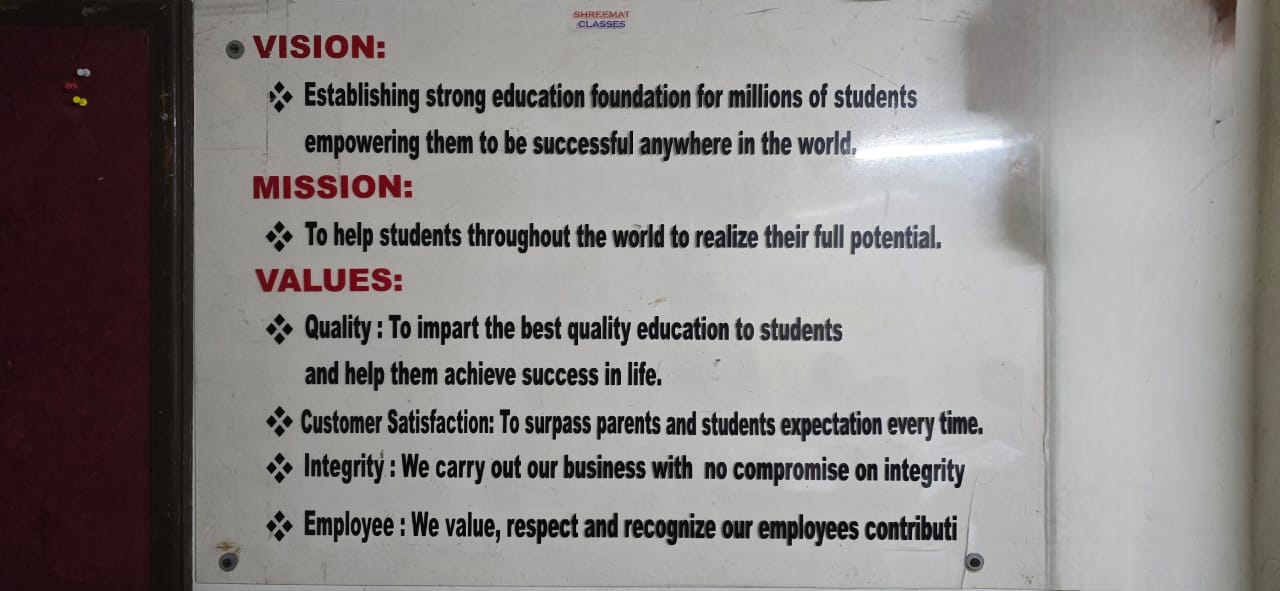 SHREEMAT
CLASSES
VISION:
❖ Establishing strong education foundation for millions of students
empowering them to be successful anywhere in the world.
MISSION:
❖ To help students throughout the world to realize their full potential.
VALUES:
❖ Quality : To impart the best quality education to students
and help them achieve success in life.
❖ Customer Satisfaction: To surpass parents and students expectation every time.
❖ Integrity : We carry out our business with no compromise on integrity
❖ Employee : We value, respect and recognize our employees contributi